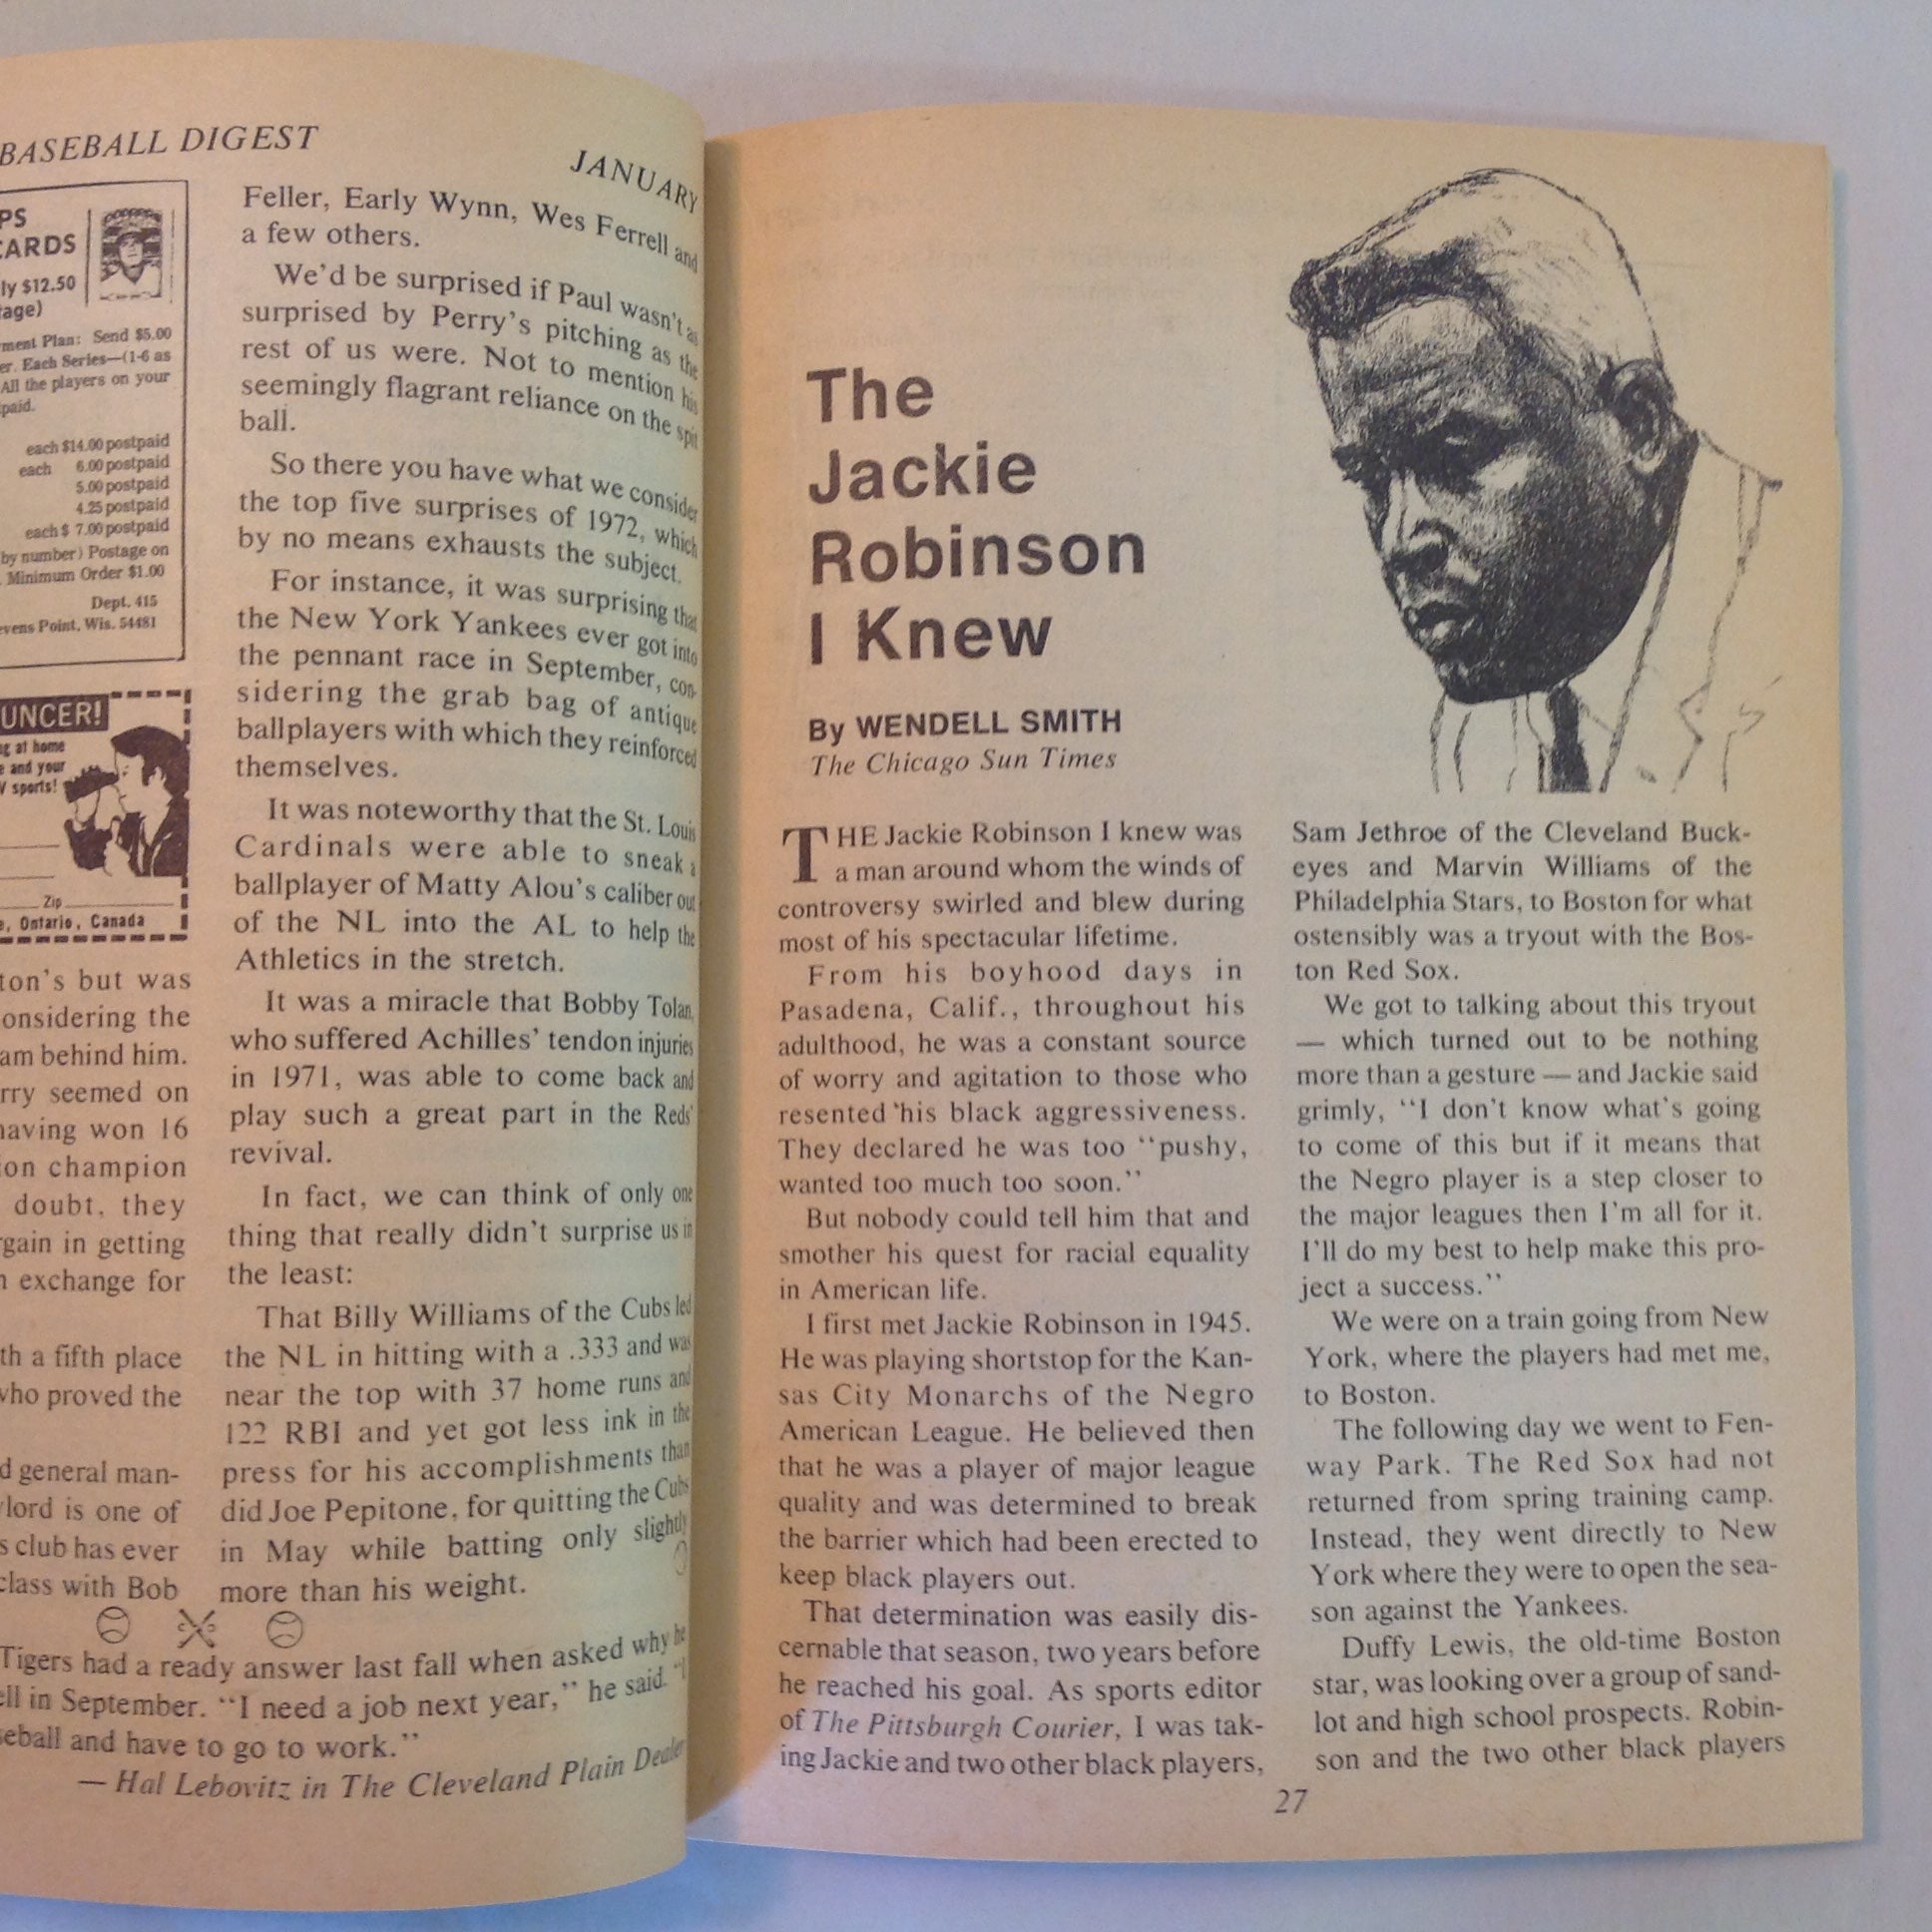 BASEBALL DIGEST
JANUARY
PS
CARDS
ly $12.50
tage)
ment Plan: Send $5.00
er. Each Series—(1-6 as
All the players on your
paid.
each $14.00 postpaid
each 6.00 postpaid
5.00 postpaid
4.25 postpaid
each $ 7.00 postpaid
by number) Postage on
. Minimum Order $1.00
Dept. 415
evens Point, Wis. 54481
UNCER!
g at home
e and your
V sports!
Zip
e, Ontario, Canada
ton's but was
onsidering the
am behind him.
rry seemed on
having won 16
ion champion
doubt, they
rgain in getting
n exchange for
th a fifth place
who proved the
d general man-
ylord is one of
s club has ever
class with Bob
Feller, Early Wynn, Wes Ferrell and
a few others.
We'd be surprised if Paul wasn't as
surprised by Perry's pitching as the
rest of us were. Not to mention his
seemingly flagrant reliance on the spit
ball.
So there you have what we consider
the top five surprises of 1972, which
by no means exhausts the subject.
For instance, it was surprising that
the New York Yankees ever got into
the pennant race in September, con-
sidering the grab bag of antique
ballplayers with which they reinforced
themselves.
It was noteworthy that the St. Louis
Cardinals were able to sneak a
ballplayer of Matty Alou's caliber out
of the NL into the AL to help the
Athletics in the stretch.
It was a miracle that Bobby Tolan,
who suffered Achilles' tendon injuries
in 1971, was able to come back and
play such a great part in the Reds'
revival.
In fact, we can think of only one
thing that really didn't surprise us in
the least:
That Billy Williams of the Cubs led
the NL in hitting with a .333 and was
near the top with 37 home runs and
122 RBI and yet got less ink in the
press for his accomplishments than
did Joe Pepitone, for quitting the Cubs
in May while batting only slightly
more than his weight.
Tigers had a ready answer last fall when asked why he
ell in September. "I need a job next year," he said. "I
seball and have to go to work."
— Hal Lebovitz in The Cleveland Plain Dealer
The
Jackie
Robinson
I Knew
By WENDELL SMITH
The Chicago Sun Times
THE Jackie Robinson I knew was
a man around whom the winds of
controversy swirled and blew during
most of his spectacular lifetime.
From his boyhood days in
Pasadena, Calif., throughout his
adulthood, he was a constant source
of worry and agitation to those who
resented 'his black aggressiveness.
They declared he was too "pushy,
wanted too much too soon."
But nobody could tell him that and
smother his quest for racial equality
in American life.
I first met Jackie Robinson in 1945.
He was playing shortstop for the Kan-
sas City Monarchs of the Negro
American League. He believed then
that he was a player of major league
quality and was determined to break
the barrier which had been erected to
keep black players out.
That determination was easily dis-
cernable that season, two years before
he reached his goal. As sports editor
of The Pittsburgh Courier, I was tak-
ing Jackie and two other black players,
Sam Jethroe of the Cleveland Buck-
eyes and Marvin Williams of the
Philadelphia Stars, to Boston for what
ostensibly was a tryout with the Bos-
ton Red Sox.
We got to talking about this tryout
— which turned out to be nothing
more than a gesture — and Jackie said
grimly, "I don't know what's going
to come of this but if it means that
the Negro player is a step closer to
the major leagues then I'm all for it.
I'll do my best to help make this pro-
ject a success."
We were on a train going from New
York, where the players had met me,
to Boston.
The following day we went to Fen-
way Park. The Red Sox had not
returned from spring training camp.
Instead, they went directly to New
York where they were to open the sea-
son against the Yankees.
Duffy Lewis, the old-time Boston
star, was looking over a group of sand-
lot and high school prospects. Robin-
son and the two other black players
27